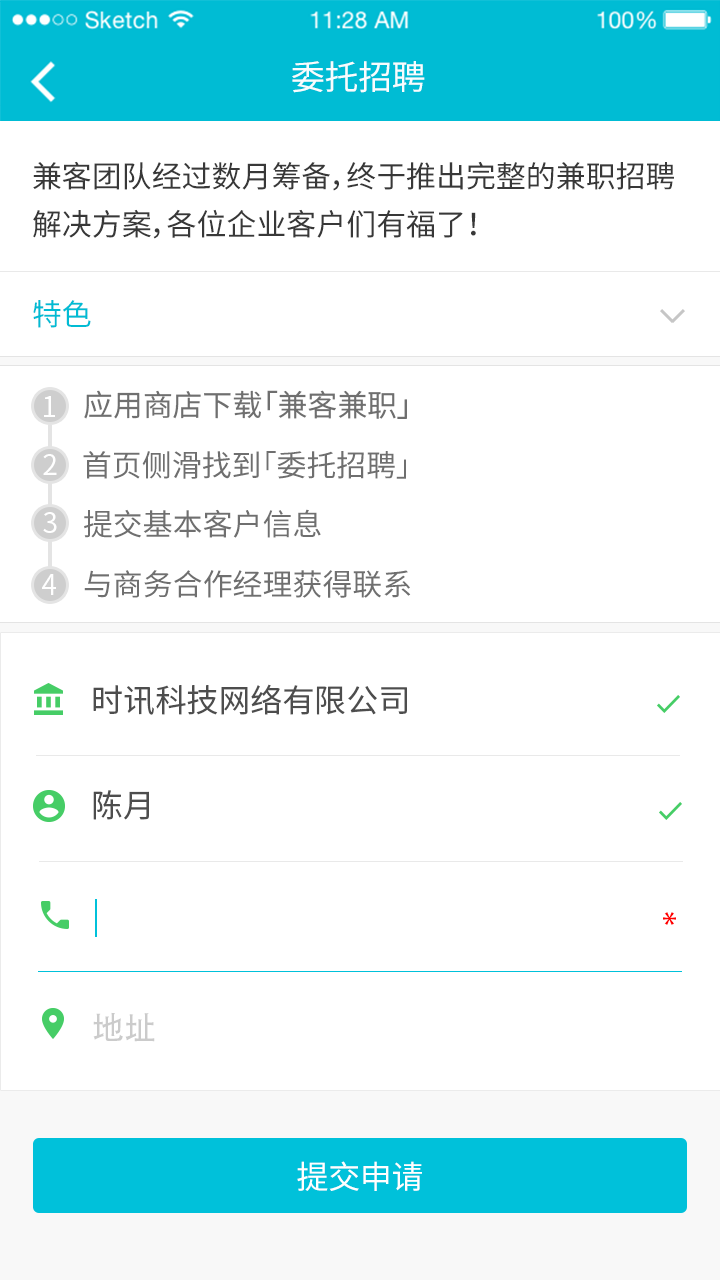 Sketch 11:28 AM 100%
委托招聘
兼客团队经过数月筹备，终于推出完整的兼职招聘
解决方案，各位企业客户们有福了！
特色
1 应用商店下载「兼客兼职」
2 首页侧滑找到「委托招聘」
3 提交基本客户信息
4 与商务合作经理获得联系
时讯科技网络有限公司
陈月
*
地址
提交申请